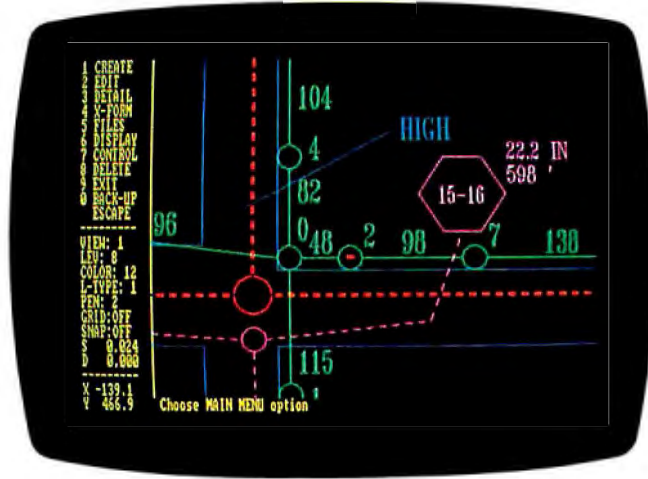 1 CREATE
2 EDIT
3 DETAIL
4 X-FORM
5 FILES
6 DISPLAY
7 CONTROL
8 DELETE
9 EXIT
0 BACK-UP
ESCAPE
VIEW: 1
LEV: 8
COLOR: 12
L-TYPE: 1
PEN: 2
GRID:OFF
SNAP:OFF
S 0.024
D 0.000
X -139.1
Y 466.9
Choose MAIN MENU option
104
HIGH
4
22.2 IN
598 '
15-16
82
96
0
48
2
98
7
138
115